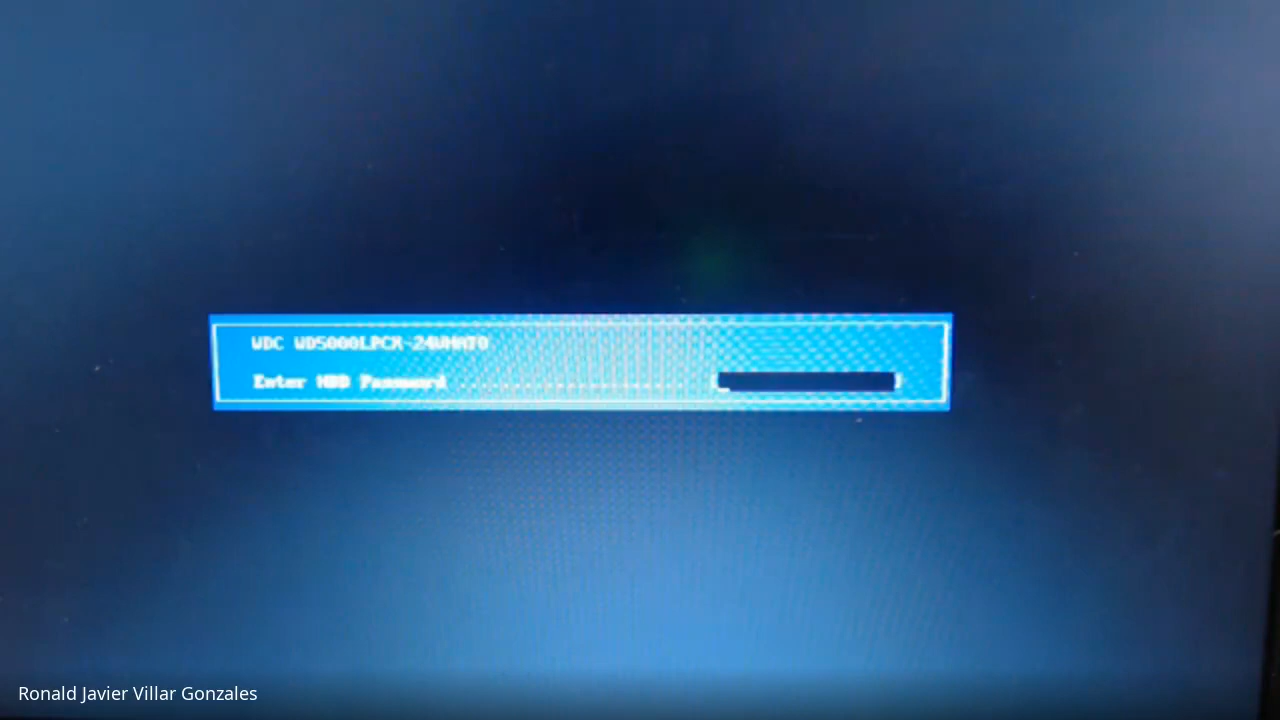 WDC WD5000LPCX-24VHAT0
Enter HDD Password ........................ [ ]
Ronald Javier Villar Gonzales